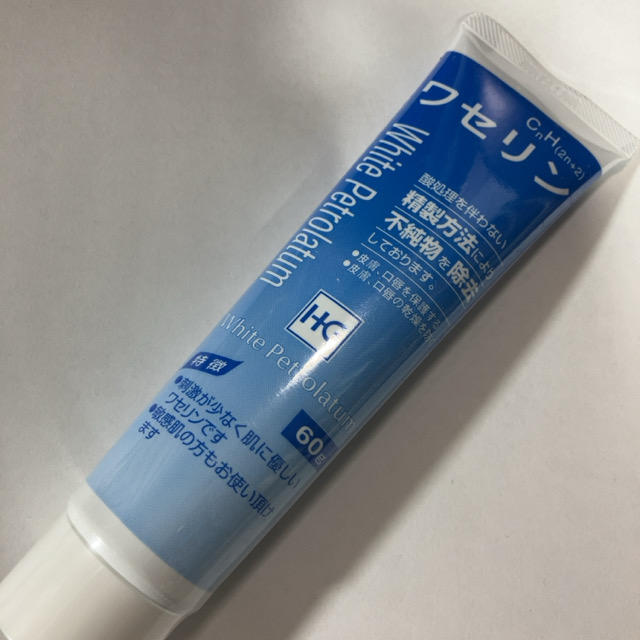 CnH(2n+2)
ワセリン
White Petrolatum
酸処理を伴わない
精製方法により
不純物を除去
しております。
●皮膚、口唇を保護する
●皮膚、口唇の乾燥を防
HG
White Petrolatum
60g
特徴
●刺激が少なく肌に優しい
ワセリンです
●敏感肌の方もお使い頂け
ます